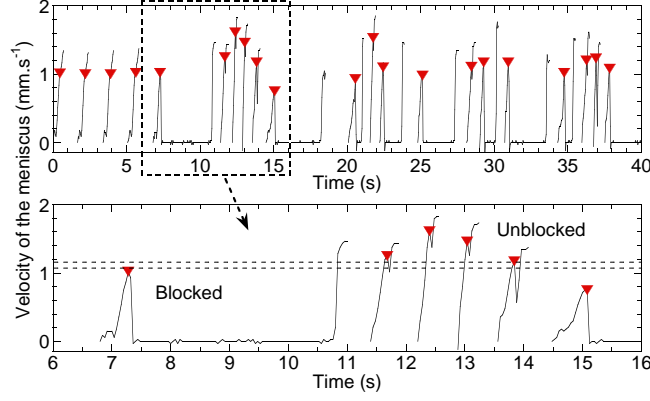 Velocity of the meniscus (mm.s⁻¹)
2
1
0
0 5 10 15 20 25 30 35 40
Time (s)
2
Unblocked
1
Blocked
0
6 7 8 9 10 11 12 13 14 15 16
Time (s)